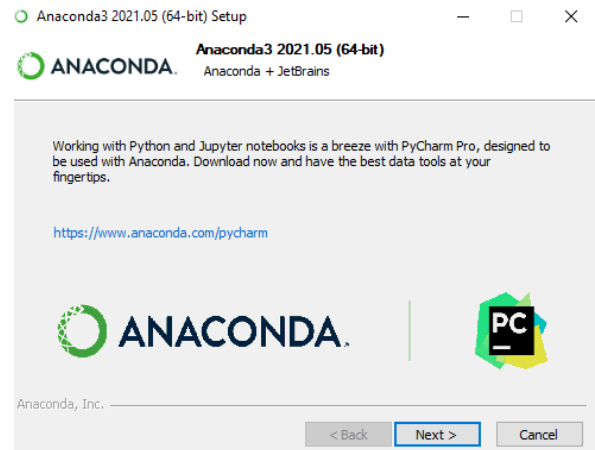 Anaconda3 2021.05 (64-bit) Setup
Anaconda3 2021.05 (64-bit)
ANACONDA.
Anaconda + JetBrains
Working with Python and Jupyter notebooks is a breeze with PyCharm Pro, designed to
be used with Anaconda. Download now and have the best data tools at your
fingertips.
https://www.anaconda.com/pycharm
ANACONDA.
PC
Anaconda, Inc.
< Back Next > Cancel